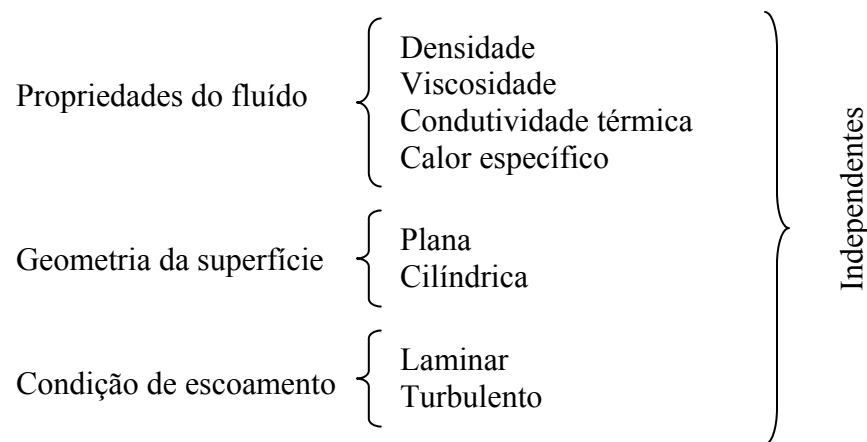 Propriedades do fluído
Densidade
Viscosidade
Condutividade térmica
Calor específico
Geometria da superfície
Plana
Cilíndrica
Condição de escoamento
Laminar
Turbulento
Independentes